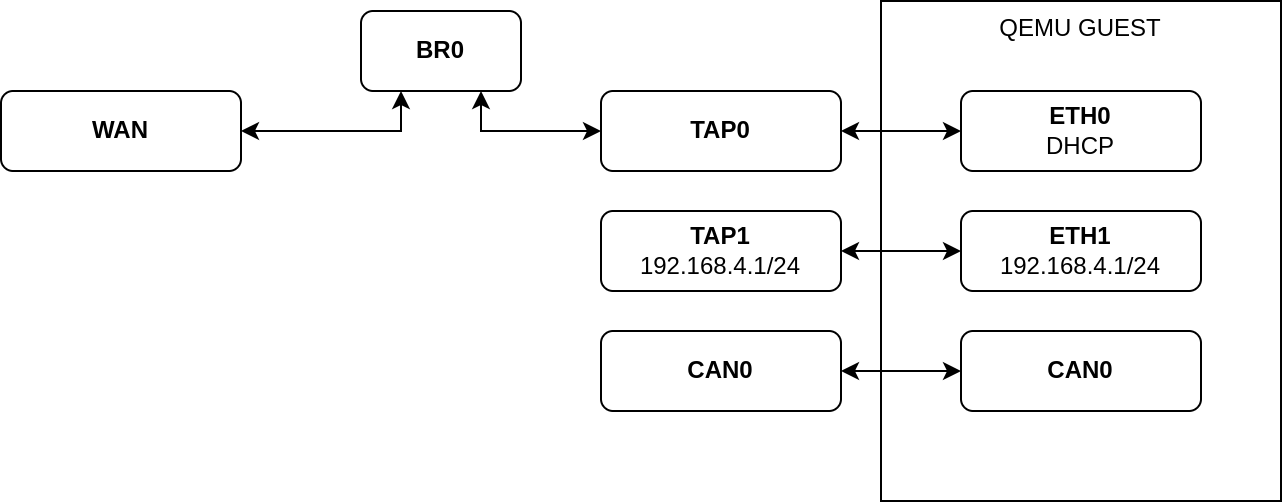 QEMU GUEST
BR0
WAN
TAP0
ETH0
DHCP
TAP1
192.168.4.1/24
ETH1
192.168.4.1/24
CAN0
CAN0